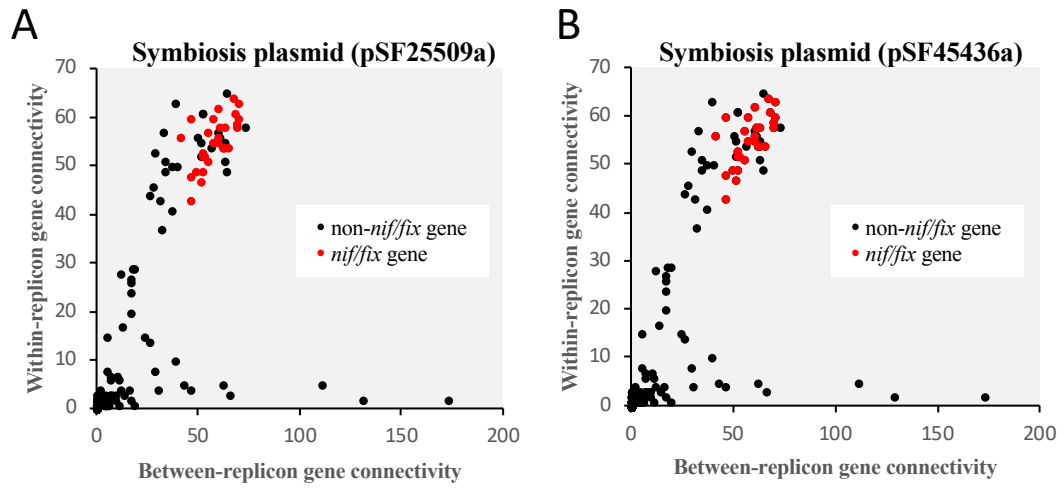 A
Symbiosis plasmid (pSF25509a)
Within-replicon gene connectivity
70
60
50
40
30
20
10
0
0
50
100
150
200
non-nif/fix gene
nif/fix gene
Between-replicon gene connectivity
B
Symbiosis plasmid (pSF45436a)
Within-replicon gene connectivity
70
60
50
40
30
20
10
0
0
50
100
150
200
non-nif/fix gene
nif/fix gene
Between-replicon gene connectivity